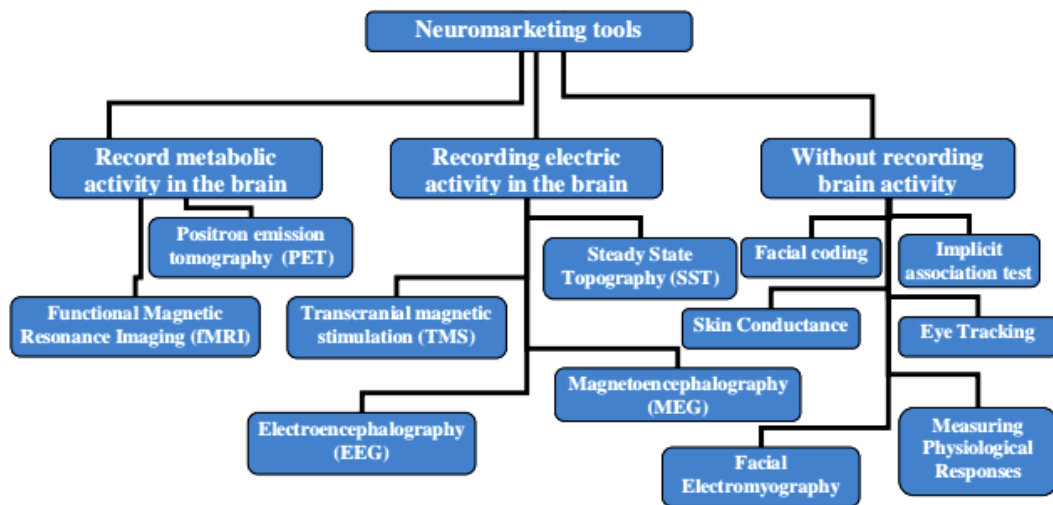 Neuromarketing tools
Record metabolic
activity in the brain
Recording electric
activity in the brain
Without recording
brain activity
Positron emission
tomography (PET)
Functional Magnetic
Resonance Imaging (fMRI)
Steady State
Topography (SST)
Transcranial magnetic
stimulation (TMS)
Magnetoencephalography
(MEG)
Electroencephalography
(EEG)
Facial coding
Implicit
association test
Skin Conductance
Eye Tracking
Measuring
Physiological
Responses
Facial
Electromyography